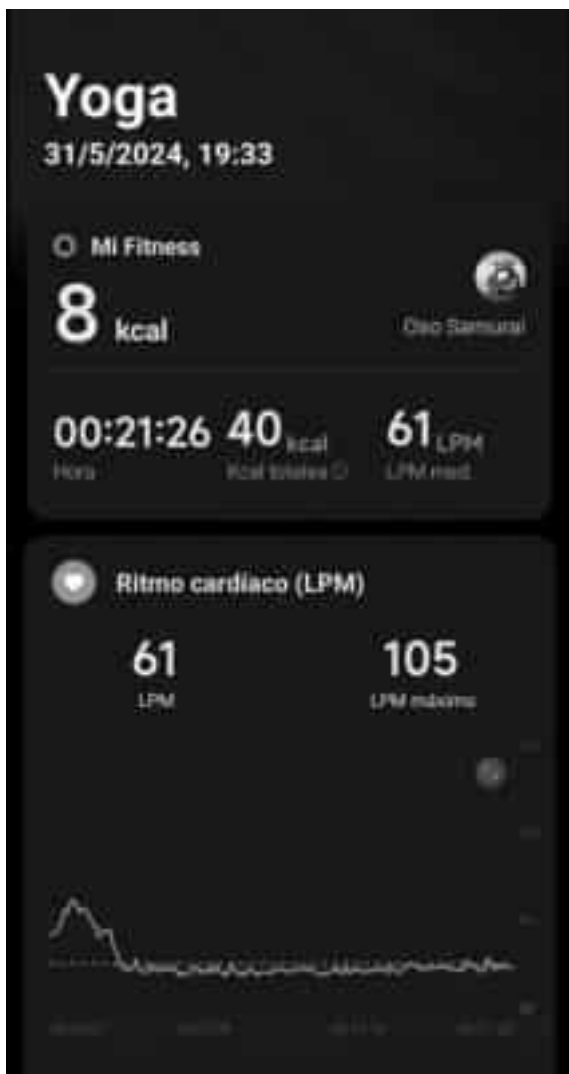 Yoga
31/5/2024, 19:33
Mi Fitness
8 kcal
Oso Samurai
00:21:26 40 kcal 61 LPM
Hora Kcal totales LPM med.
Ritmo cardíaco (LPM)
61 105
LPM LPM máximo